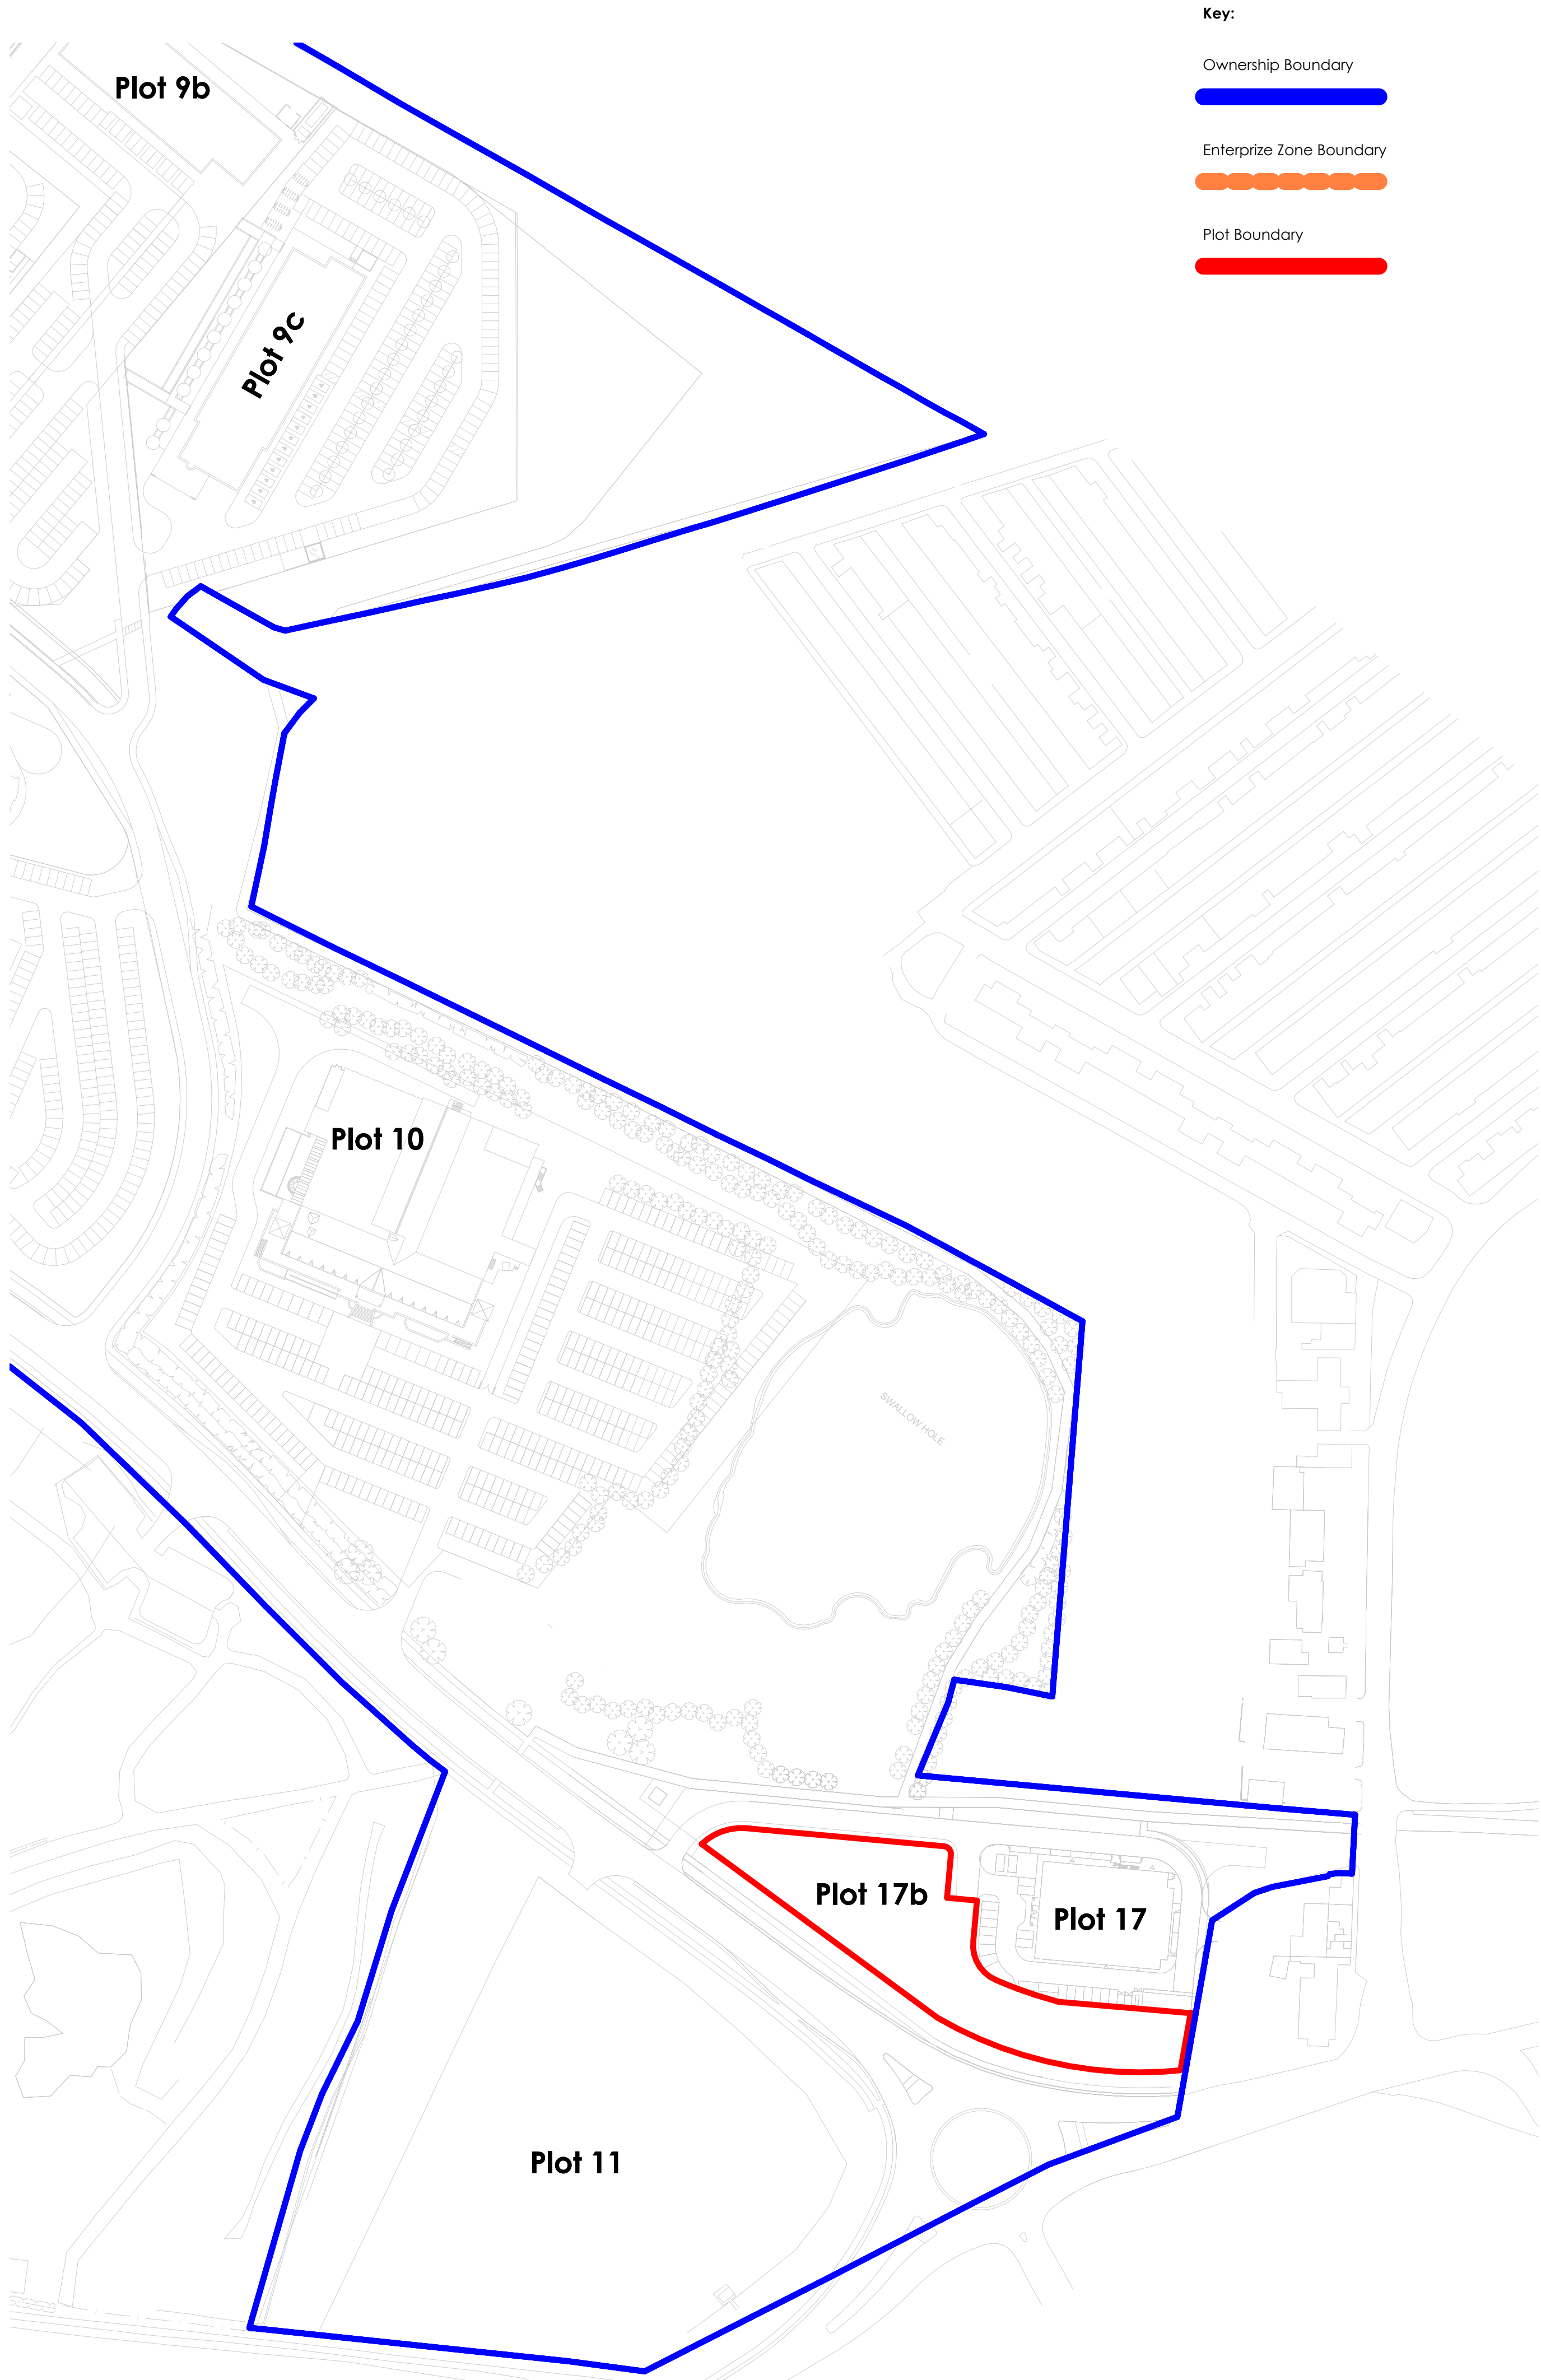 Key:
Ownership Boundary
Enterprize Zone Boundary
Plot Boundary
Plot 9b
Plot 9c
Plot 10
SWALLOW HOLE
Plot 17b
Plot 17
Plot 11